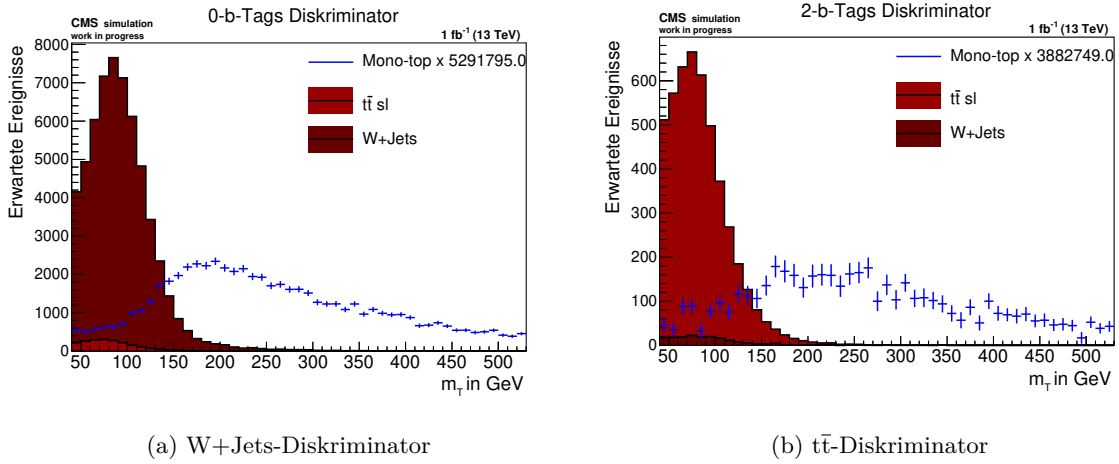 0-b-Tags Diskriminator
CMS simulation
work in progress
1 fb⁻¹ (13 TeV)
Erwartete Ereignisse
8000
7000
6000
5000
4000
3000
2000
1000
0
Mono-top x 5291795.0
tt̄ sl
W+Jets
50 100 150 200 250 300 350 400 450 500
m_T in GeV
(a) W+Jets-Diskriminator
2-b-Tags Diskriminator
CMS simulation
work in progress
1 fb⁻¹ (13 TeV)
Erwartete Ereignisse
600
500
400
300
200
100
0
Mono-top x 3882749.0
tt̄ sl
W+Jets
50 100 150 200 250 300 350 400 450 500
m_T in GeV
(b) tt̄-Diskriminator